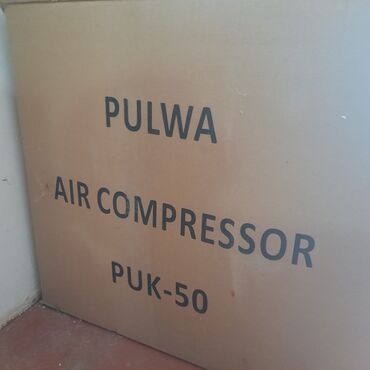 PULWA
AIR COMPRESSOR
PUK-50